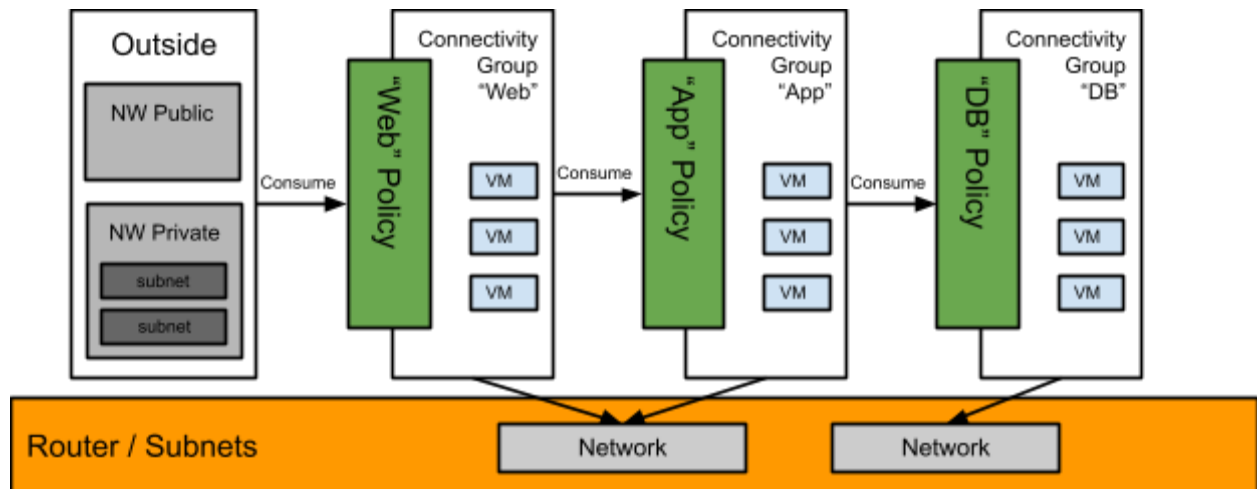 Outside
NW Public
NW Private
subnet
subnet
Consume
“Web” Policy
Connectivity
Group
“Web”
VM
VM
VM
Consume
“App” Policy
Connectivity
Group
“App”
VM
VM
VM
Consume
“DB” Policy
Connectivity
Group
“DB”
VM
VM
VM
Router / Subnets
Network
Network